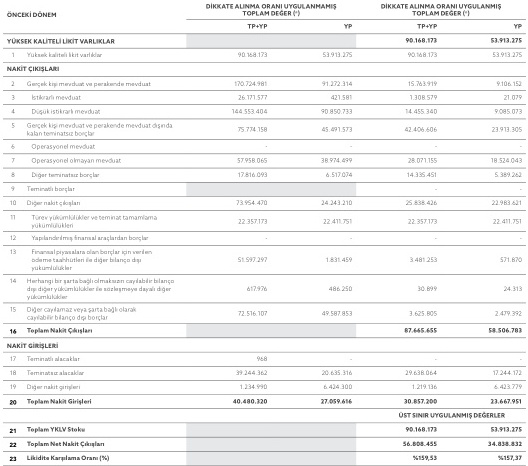 ÖNCEKİ DÖNEM
DİKKATE ALINMA ORANI UYGULANMAMIŞ TOPLAM DEĞER (*) DİKKATE ALINMA ORANI UYGULANMIŞ TOPLAM DEĞER (*)
TP+YP YP TP+YP YP
YÜKSEK KALİTELİ LİKİT VARLIKLAR 90.168.173 53.913.275
1 Yüksek kaliteli likit varlıklar 90.168.173 53.913.275 90.168.173 53.913.275
NAKİT ÇIKIŞLARI
2 Gerçek kişi mevduat ve perakende mevduat 170.724.981 91.272.314 15.763.919 9.106.152
3 İstikrarlı mevduat 26.171.577 421.581 1.308.579 21.079
4 Düşük istikrarlı mevduat 144.553.404 90.850.733 14.455.340 9.085.073
5 Gerçek kişi mevduat ve perakende mevduat dışında
kalan teminatsız borçlar 75.774.158 45.491.573 42.406.606 23.913.305
6 Operasyonel mevduat - - - -
7 Operasyonel olmayan mevduat 57.958.065 38.974.499 28.071.155 18.524.043
8 Diğer teminatsız borçlar 17.816.093 6.517.074 14.335.451 5.389.262
9 Teminatlı borçlar - -
10 Diğer nakit çıkışları 73.954.470 24.243.210 25.838.426 22.983.621
11 Türev yükümlülükler ve teminat tamamlama
yükümlülükleri 22.357.173 22.411.751 22.357.173 22.411.751
12 Yapılandırılmış finansal araçlardan borçlar - - - -
13 Finansal piyasalara olan borçlar için verilen
ödeme taahhütleri ile diğer bilanço dışı
yükümlülükler 51.597.297 1.831.459 3.481.253 571.870
14 Herhangi bir şarta bağlı olmaksızın cayılabilir bilanço
dışı diğer yükümlülükler ile sözleşmeye dayalı diğer
yükümlülükler 617.976 486.250 30.899 24.313
15 Diğer cayılamaz veya şarta bağlı olarak
cayılabilir bilanço dışı borçlar 72.516.107 49.587.853 3.625.805 2.479.392
16 Toplam Nakit Çıkışları 87.665.655 58.506.783
NAKİT GİRİŞLERİ
17 Teminatlı alacaklar 968 - - -
18 Teminatsız alacaklar 39.244.362 20.635.316 29.638.064 17.244.172
19 Diğer nakit girişleri 1.234.990 6.424.300 1.219.136 6.423.779
20 Toplam Nakit Girişleri 40.480.320 27.059.616 30.857.200 23.667.951
ÜST SINIR UYGULANMIŞ DEĞERLER
21 Toplam YKLV Stoku 90.168.173 53.913.275
22 Toplam Net Nakit Çıkışları 56.808.455 34.838.832
23 Likidite Karşılama Oranı (%) %159,53 %157,37